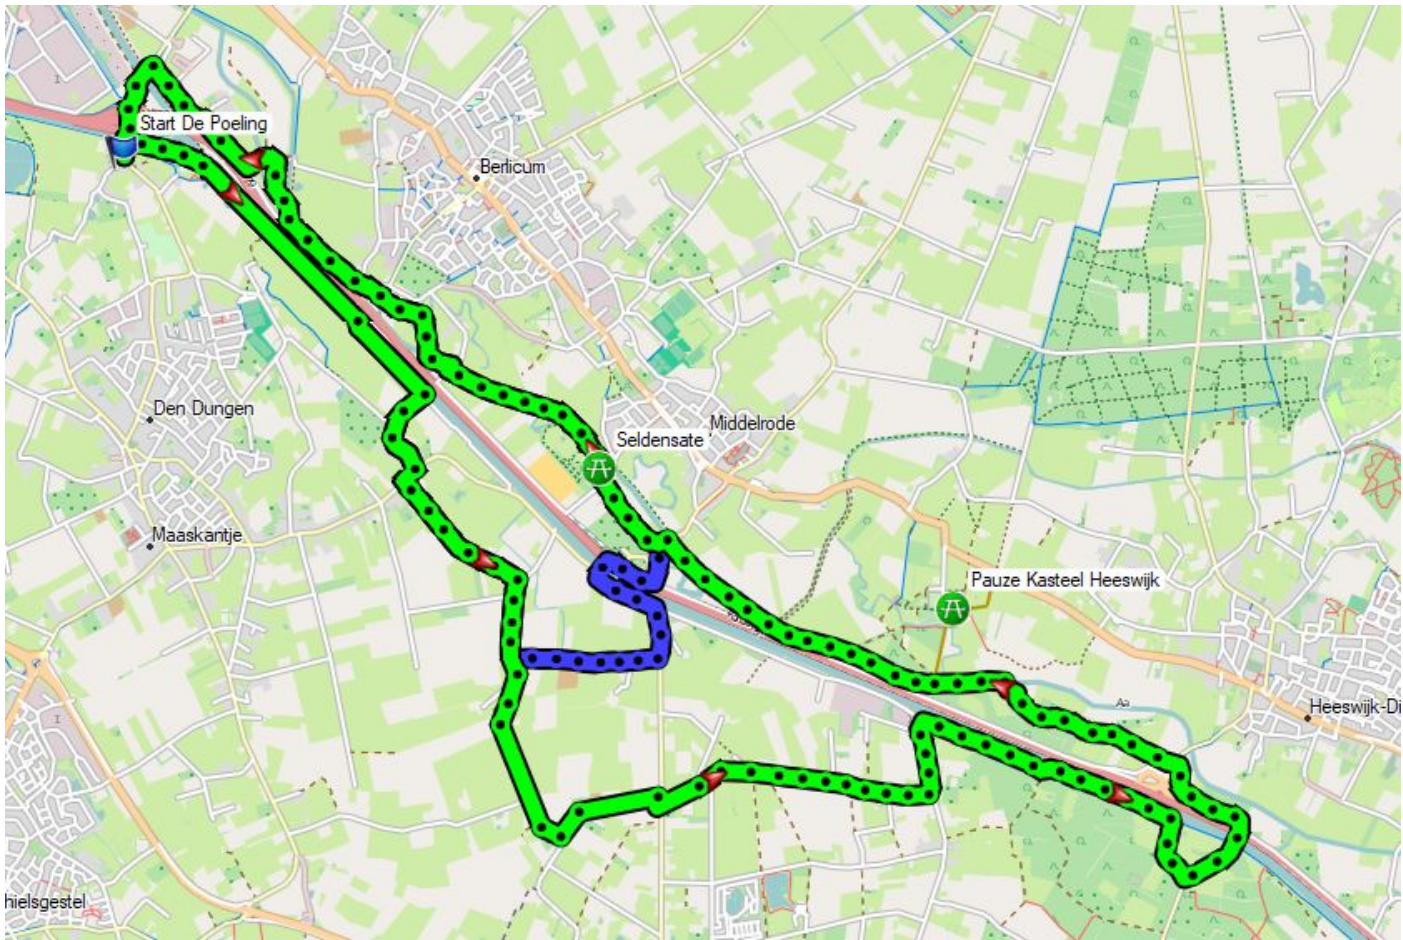 Start De Poeling
Berlicum
Den Dungen
Middelrode
Seldensate
Maaskantje
Pauze Kasteel Heeswijk
Aa
Heeswijk-Di
hielsgestel